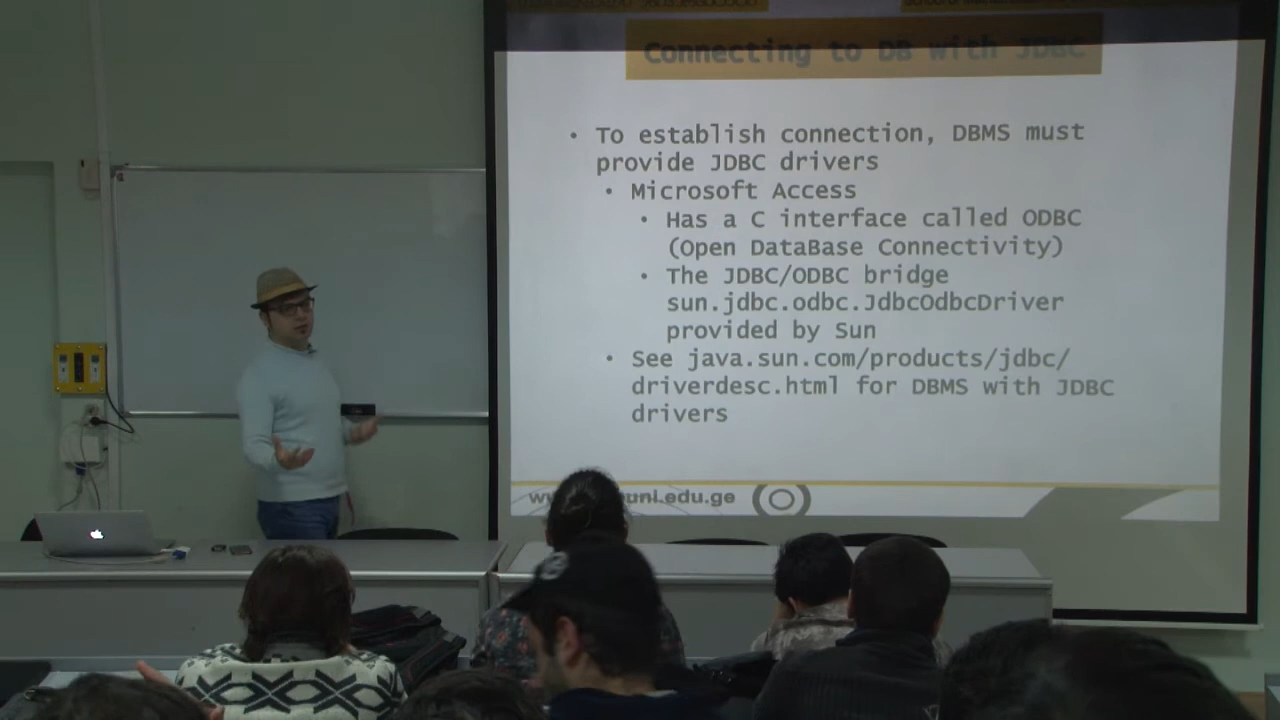 Connecting to DB with JDBC
• To establish connection, DBMS must
provide JDBC drivers
• Microsoft Access
• Has a C interface called ODBC
(Open DataBase Connectivity)
• The JDBC/ODBC bridge
sun.jdbc.odbc.JdbcOdbcDriver
provided by Sun
• See java.sun.com/products/jdbc/
driverdesc.html for DBMS with JDBC
drivers